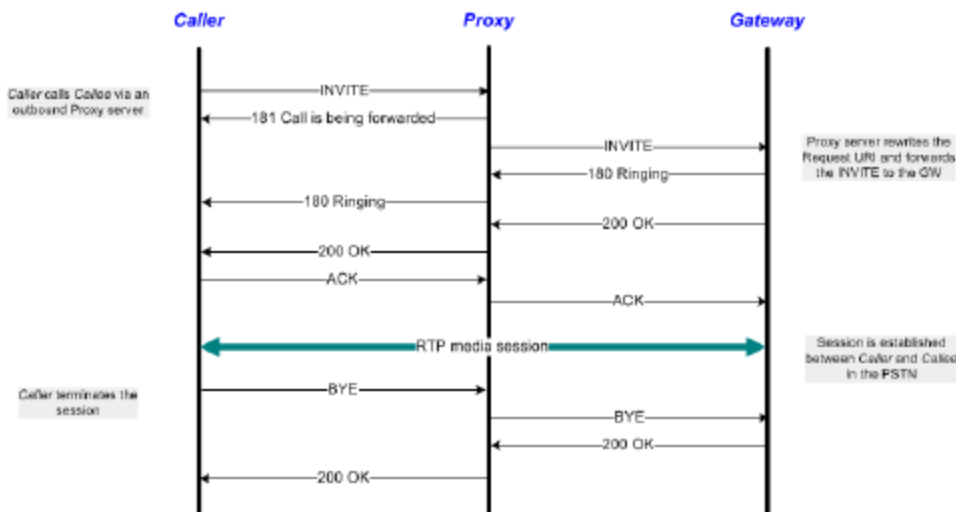 Caller
Proxy
Gateway
Caller calls Callee via an
outbound Proxy server
INVITE
181 Call is being forwarded
INVITE
Proxy server rewrites the
Request URI and forwards
the INVITE to the GW
180 Ringing
180 Ringing
200 OK
200 OK
ACK
ACK
RTP media session
Session is established
between Caller and Callee
in the PSTN
Caller terminates the
session
BYE
BYE
200 OK
200 OK